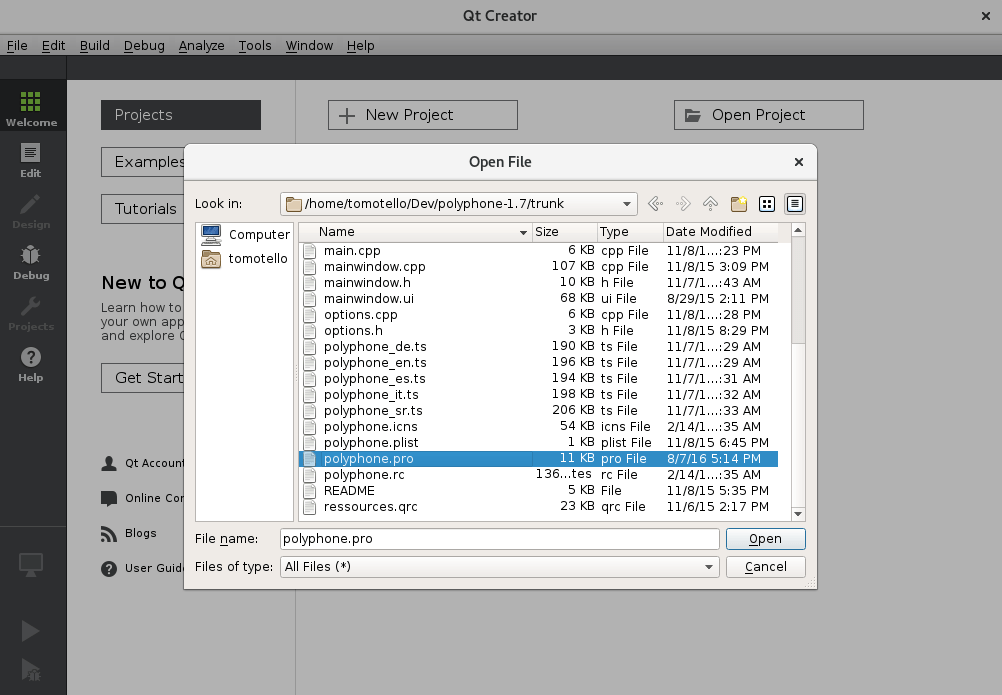 Qt Creator
File Edit Build Debug Analyze Tools Window Help
Welcome
Edit
Design
Debug
Projects
Help
Projects
New Project
Open Project
Examples
Tutorials
New to Q
Learn how to
your own app
and explore
Get Start
Qt Account
Online Co
Blogs
User Guide
Open File
Look in: /home/tomotello/Dev/polyphone-1.7/trunk
Computer
tomotello
Name Size Type Date Modified
main.cpp 6 KB cpp File 11/8/1...:23 PM
mainwindow.cpp 107 KB cpp File 11/8/15 3:09 PM
mainwindow.h 10 KB h File 11/7/1...:43 AM
mainwindow.ui 68 KB ui File 8/29/15 2:11 PM
options.cpp 6 KB cpp File 11/8/1...:28 PM
options.h 3 KB h File 11/8/15 8:29 PM
polyphone_de.ts 190 KB ts File 11/7/1...:29 AM
polyphone_en.ts 196 KB ts File 11/7/1...:29 AM
polyphone_es.ts 194 KB ts File 11/7/1...:31 AM
polyphone_it.ts 198 KB ts File 11/7/1...:32 AM
polyphone_sr.ts 206 KB ts File 11/7/1...:33 AM
polyphone.icns 54 KB icns File 2/14/1...:35 AM
polyphone.plist 1 KB plist File 11/8/15 6:45 PM
polyphone.pro 11 KB pro File 8/7/16 5:14 PM
polyphone.rc 136...tes rc File 2/14/1...:35 AM
README 5 KB File 11/8/15 5:35 PM
ressources.qrc 23 KB qrc File 11/6/15 2:17 PM
File name: polyphone.pro Open
Files of type: All Files (*) Cancel